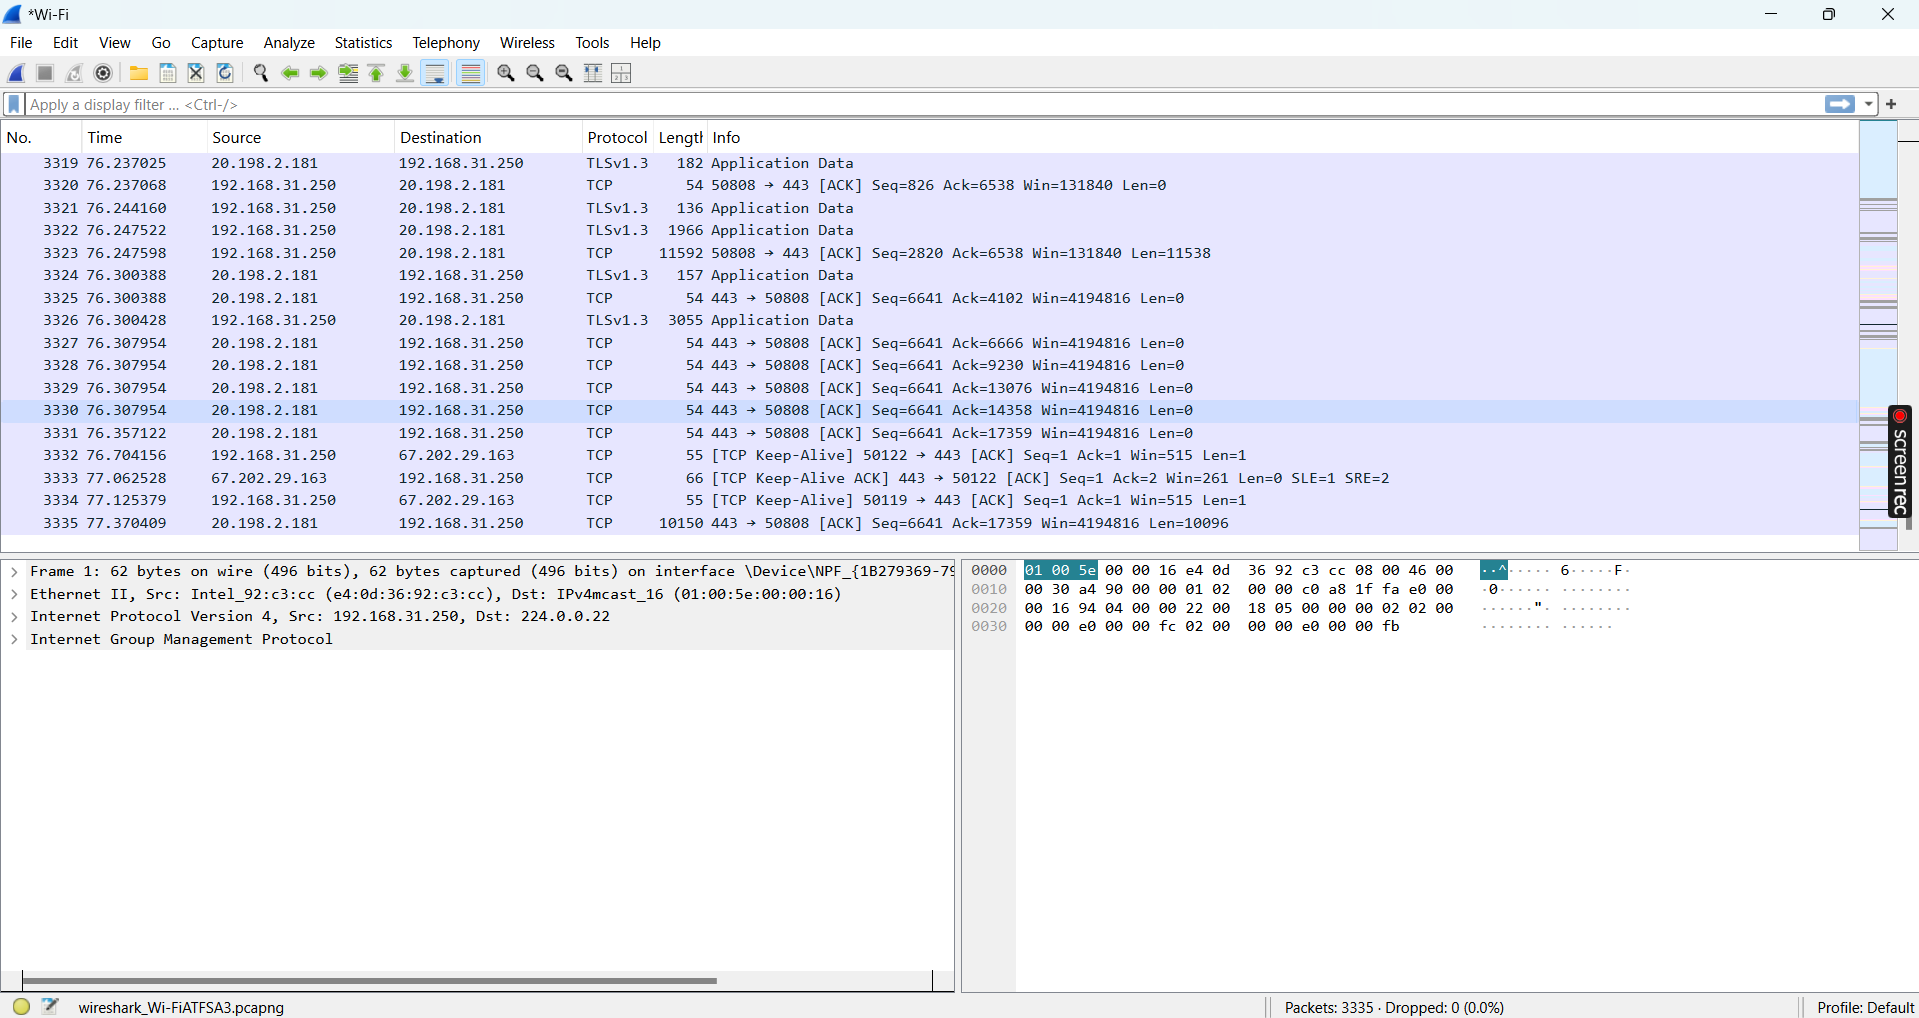 *Wi-Fi
File Edit View Go Capture Analyze Statistics Telephony Wireless Tools Help
Apply a display filter ... <Ctrl-/>
No. Time Source Destination Protocol Length Info
3319 76.237025 20.198.2.181 192.168.31.250 TLSv1.3 182 Application Data
3320 76.237068 192.168.31.250 20.198.2.181 TCP 54 50808 → 443 [ACK] Seq=826 Ack=6538 Win=131840 Len=0
3321 76.244160 192.168.31.250 20.198.2.181 TLSv1.3 136 Application Data
3322 76.247522 192.168.31.250 20.198.2.181 TLSv1.3 1966 Application Data
3323 76.247598 192.168.31.250 20.198.2.181 TCP 11592 50808 → 443 [ACK] Seq=2820 Ack=6538 Win=131840 Len=11538
3324 76.300388 20.198.2.181 192.168.31.250 TLSv1.3 157 Application Data
3325 76.300388 20.198.2.181 192.168.31.250 TCP 54 443 → 50808 [ACK] Seq=6641 Ack=4102 Win=4194816 Len=0
3326 76.300428 192.168.31.250 20.198.2.181 TLSv1.3 3055 Application Data
3327 76.307954 20.198.2.181 192.168.31.250 TCP 54 443 → 50808 [ACK] Seq=6641 Ack=6666 Win=4194816 Len=0
3328 76.307954 20.198.2.181 192.168.31.250 TCP 54 443 → 50808 [ACK] Seq=6641 Ack=9230 Win=4194816 Len=0
3329 76.307954 20.198.2.181 192.168.31.250 TCP 54 443 → 50808 [ACK] Seq=6641 Ack=13076 Win=4194816 Len=0
3330 76.307954 20.198.2.181 192.168.31.250 TCP 54 443 → 50808 [ACK] Seq=6641 Ack=14358 Win=4194816 Len=0
3331 76.357122 20.198.2.181 192.168.31.250 TCP 54 443 → 50808 [ACK] Seq=6641 Ack=17359 Win=4194816 Len=0
3332 76.704156 192.168.31.250 67.202.29.163 TCP 55 [TCP Keep-Alive] 50122 → 443 [ACK] Seq=1 Ack=1 Win=515 Len=1
3333 77.062528 67.202.29.163 192.168.31.250 TCP 66 [TCP Keep-Alive ACK] 443 → 50122 [ACK] Seq=1 Ack=2 Win=261 Len=0 SLE=1 SRE=2
3334 77.125379 192.168.31.250 67.202.29.163 TCP 55 [TCP Keep-Alive] 50119 → 443 [ACK] Seq=1 Ack=1 Win=515 Len=1
3335 77.370409 20.198.2.181 192.168.31.250 TCP 10150 443 → 50808 [ACK] Seq=6641 Ack=17359 Win=4194816 Len=10096
screenrec
Frame 1: 62 bytes on wire (496 bits), 62 bytes captured (496 bits) on interface \Device\NPF_{1B279369-79
Ethernet II, Src: Intel_92:c3:cc (e4:0d:36:92:c3:cc), Dst: IPv4mcast_16 (01:00:5e:00:00:16)
Internet Protocol Version 4, Src: 192.168.31.250, Dst: 224.0.0.22
Internet Group Management Protocol
0000 01 00 5e 00 00 16 e4 0d 36 92 c3 cc 08 00 46 00 ··^····· 6·····F·
0010 00 30 a4 90 00 00 01 02 00 00 c0 a8 1f fa e0 00 ·0······ ········
0020 00 16 94 04 00 00 22 00 18 05 00 00 00 02 02 00 ······"· ········
0030 00 00 e0 00 00 fc 02 00 00 00 e0 00 00 fb ········ ······
wireshark_Wi-FiATFSA3.pcapng
Packets: 3335 · Dropped: 0 (0.0%)
Profile: Default